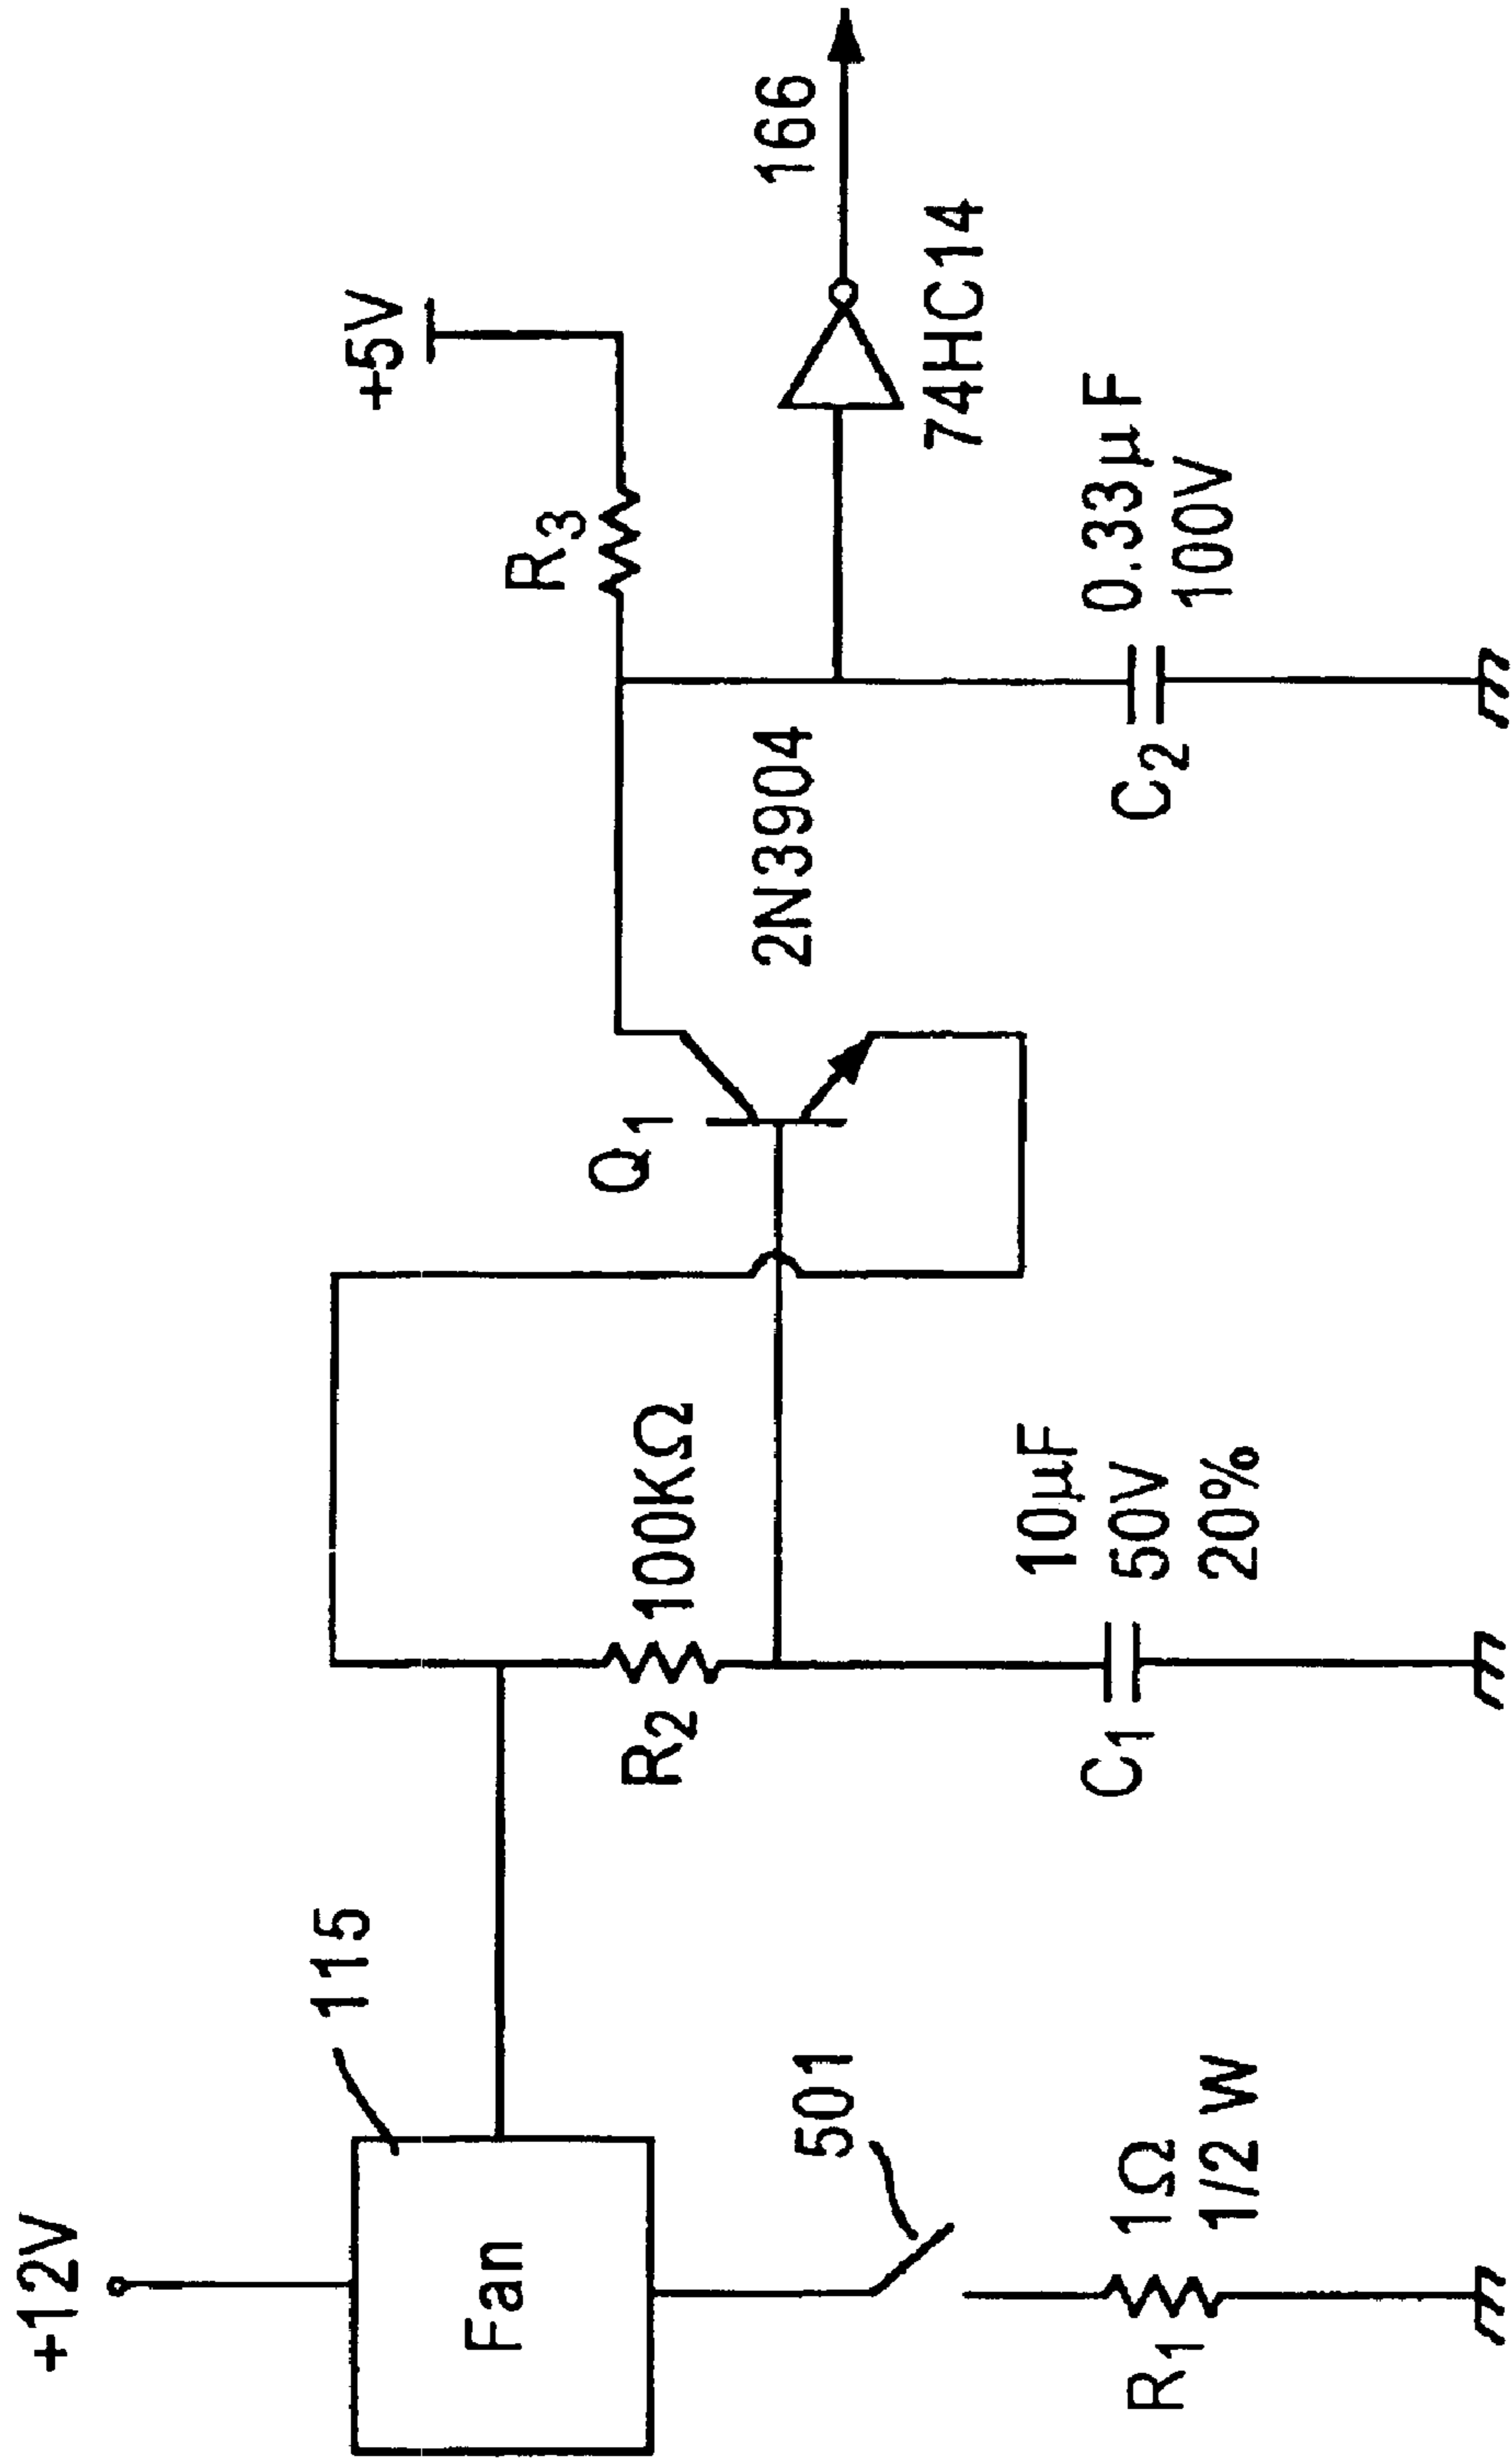 +12V
115
Fan
501
R1
1Ω
1/2 W
R2
100KΩ
C1
10µF
50V
20%
Q1
2N3904
R3
+5V
C2
0.33µF
100V
74HC14
166